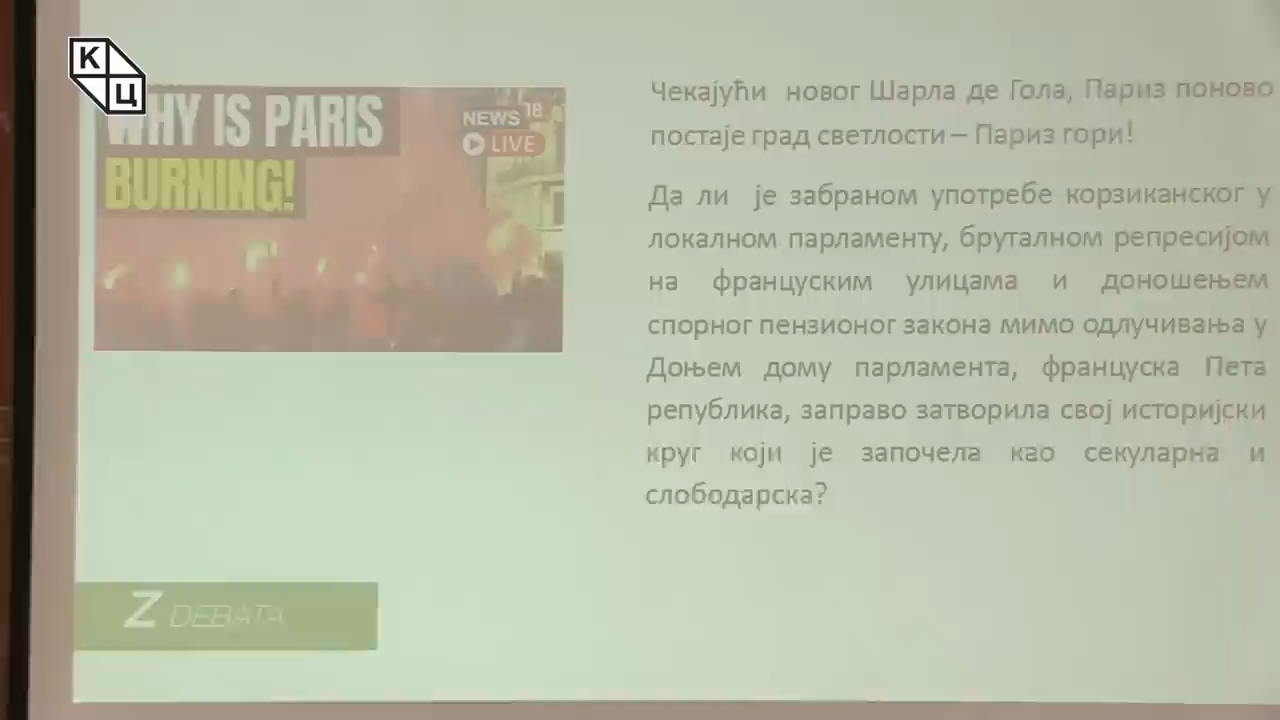 К
Ц
WHY IS PARIS
BURNING!
NEWS 18
LIVE
Чекајући новог Шарла де Гола, Париз поново
постаје град светлости – Париз гори!
Да ли је забраном употребе корзиканског у
локалном парламенту, бруталном репресијом
на француским улицама и доношењем
спорног пензионог закона мимо одлучивања у
Доњем дому парламента, француска Пета
република, заправо затворила свој историјски
круг који је започела као секуларна и
слободарска?
Z DEBATA